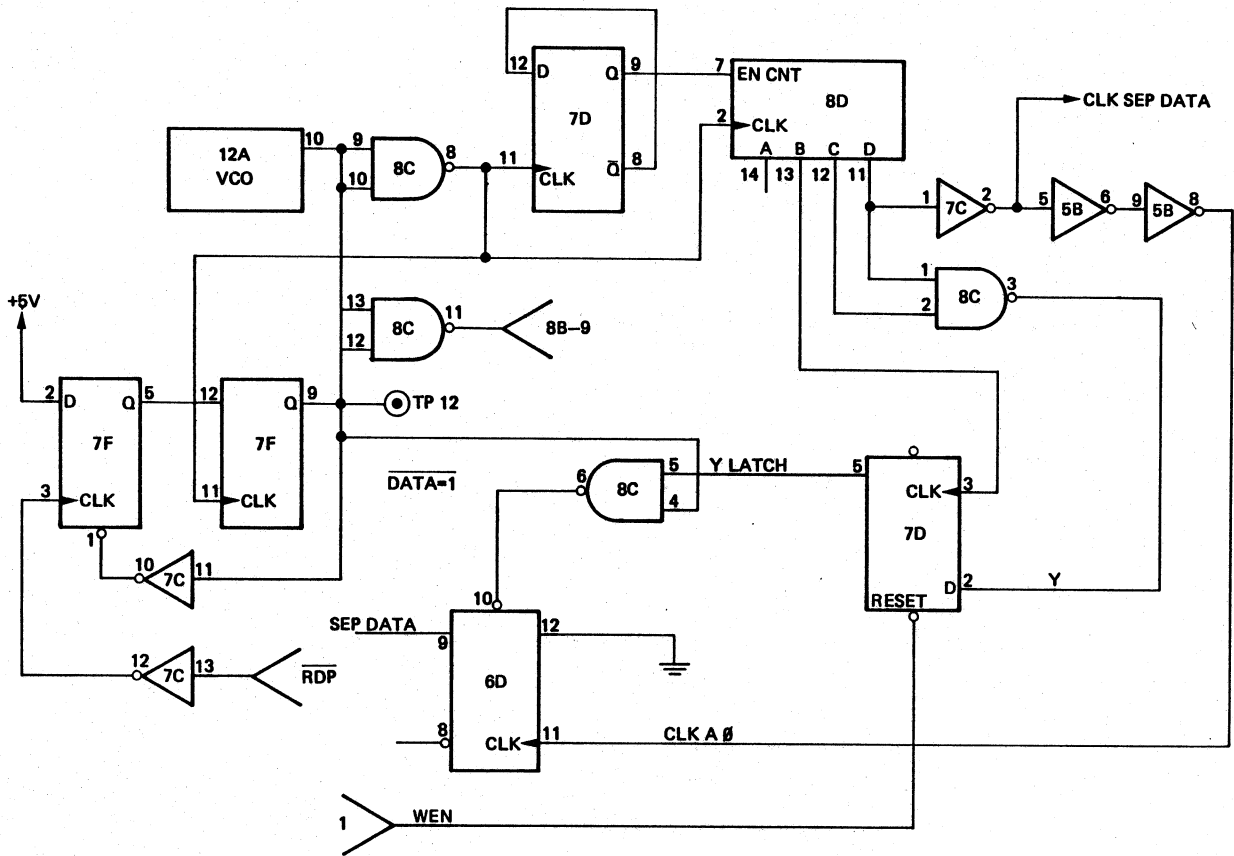 12 D Q 9
7D
11 CLK Q̅ 8
7 EN CNT
8D
2 CLK
A B C D
14 13 12 11
CLK SEP DATA
12A
VCO
10
9
10
8C
8
1 7C 2
5 5B 6
9 5B 8
1
2
8C
3
+5V
13
12
8C
11
8B–9
2 D Q 5
7F
3 CLK
1
12 Q 9
7F
11 CLK
TP 12
D̅A̅T̅A̅=̅1̅
6 8C 5
4
Y LATCH
5
CLK 3
7D
D 2
RESET
Y
10 7C 11
12 7C 13
R̅D̅P̅
SEP DATA
10
9
12
6D
8
CLK 11
CLK A Ø
1 WEN